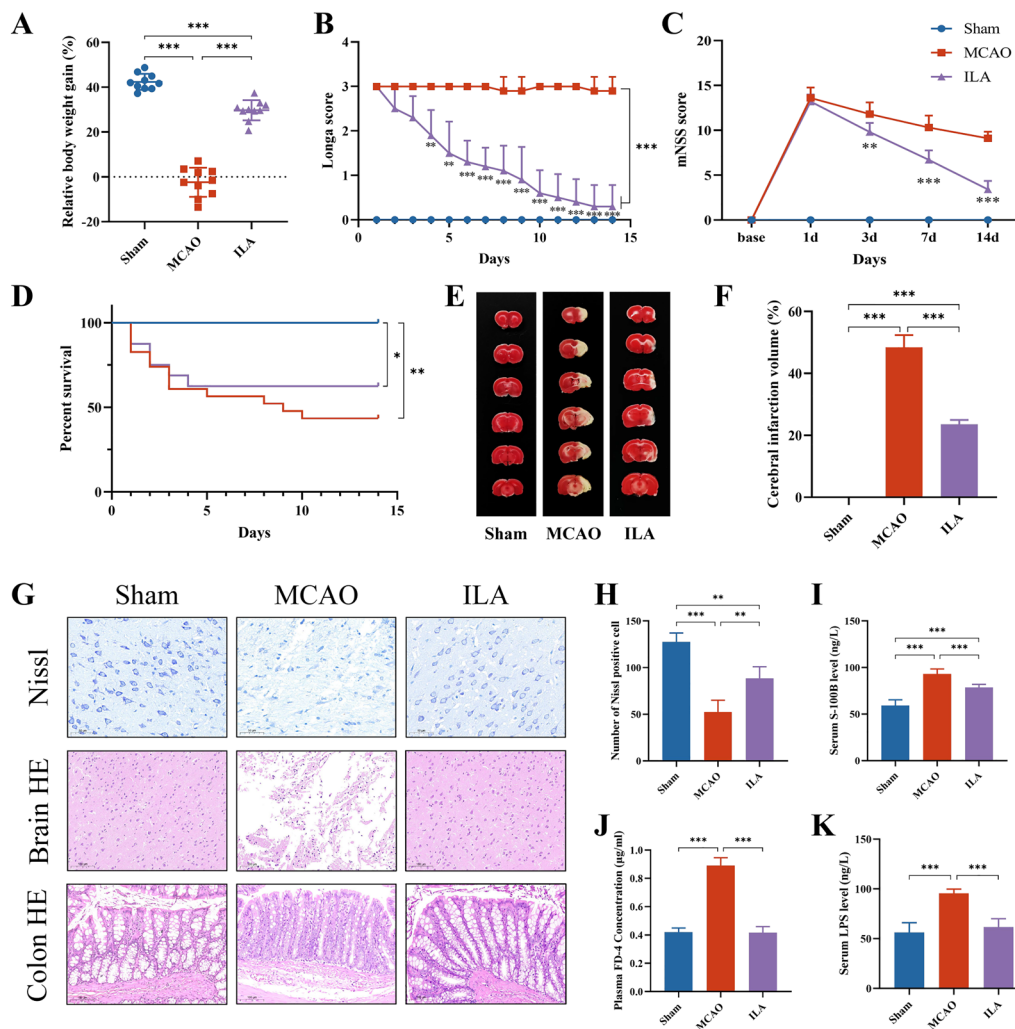 A
Relative body weight gain (%)
60
40
20
0
-20
***
***
***
Sham
MCAO
ILA
B
Longa score
4
3
2
1
0
**
**
***
***
***
***
***
***
***
***
***
***
0
5
10
15
Days
C
mNSS score
15
10
5
0
**
***
***
base
1d
3d
7d
14d
Days
Sham
MCAO
ILA
D
Percent survival
100
50
0
*
**
0
5
10
15
Days
E
Sham
MCAO
ILA
F
Cerebral infarction volume (%)
60
40
20
0
***
***
***
Sham
MCAO
ILA
G
Sham
MCAO
ILA
Nissl
Brain HE
Colon HE
H
Number of Nissl positive cell
150
100
50
0
**
***
**
Sham
MCAO
ILA
I
Serum S-100B level (ng/L)
150
100
50
0
***
***
***
Sham
MCAO
ILA
J
Plasma FD-4 Concentration (μg/ml)
1.0
0.8
0.6
0.4
0.2
0.0
***
***
Sham
MCAO
ILA
K
Serum LPS level (ng/L)
150
100
50
0
***
***
Sham
MCAO
ILA